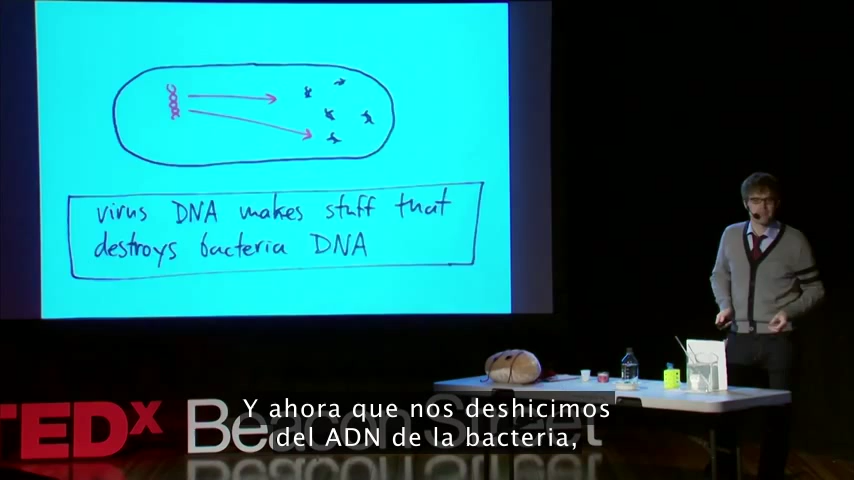 virus DNA makes stuff that
destroys bacteria DNA
TEDx Beacon Street
Y ahora que nos deshicimos
del ADN de la bacteria,